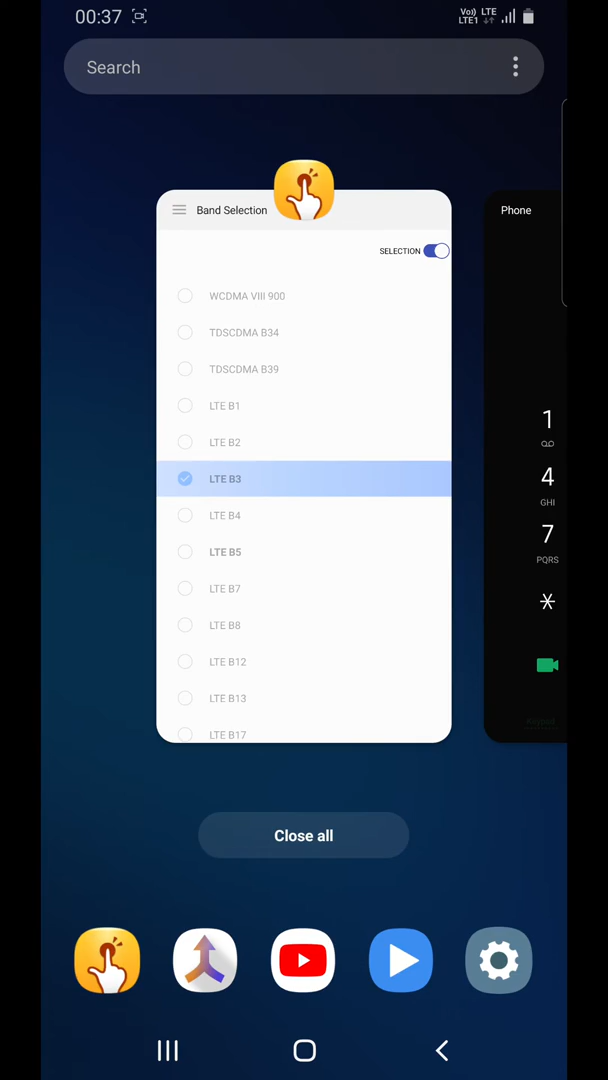 00:37
Vo)) LTE
LTE1
Search
Band Selection
Phone
SELECTION
WCDMA VIII 900
TDSCDMA B34
TDSCDMA B39
LTE B1
LTE B2
LTE B3
LTE B4
LTE B5
LTE B7
LTE B8
LTE B12
LTE B13
LTE B17
1
4
GHI
7
PQRS
Keypad
Close all